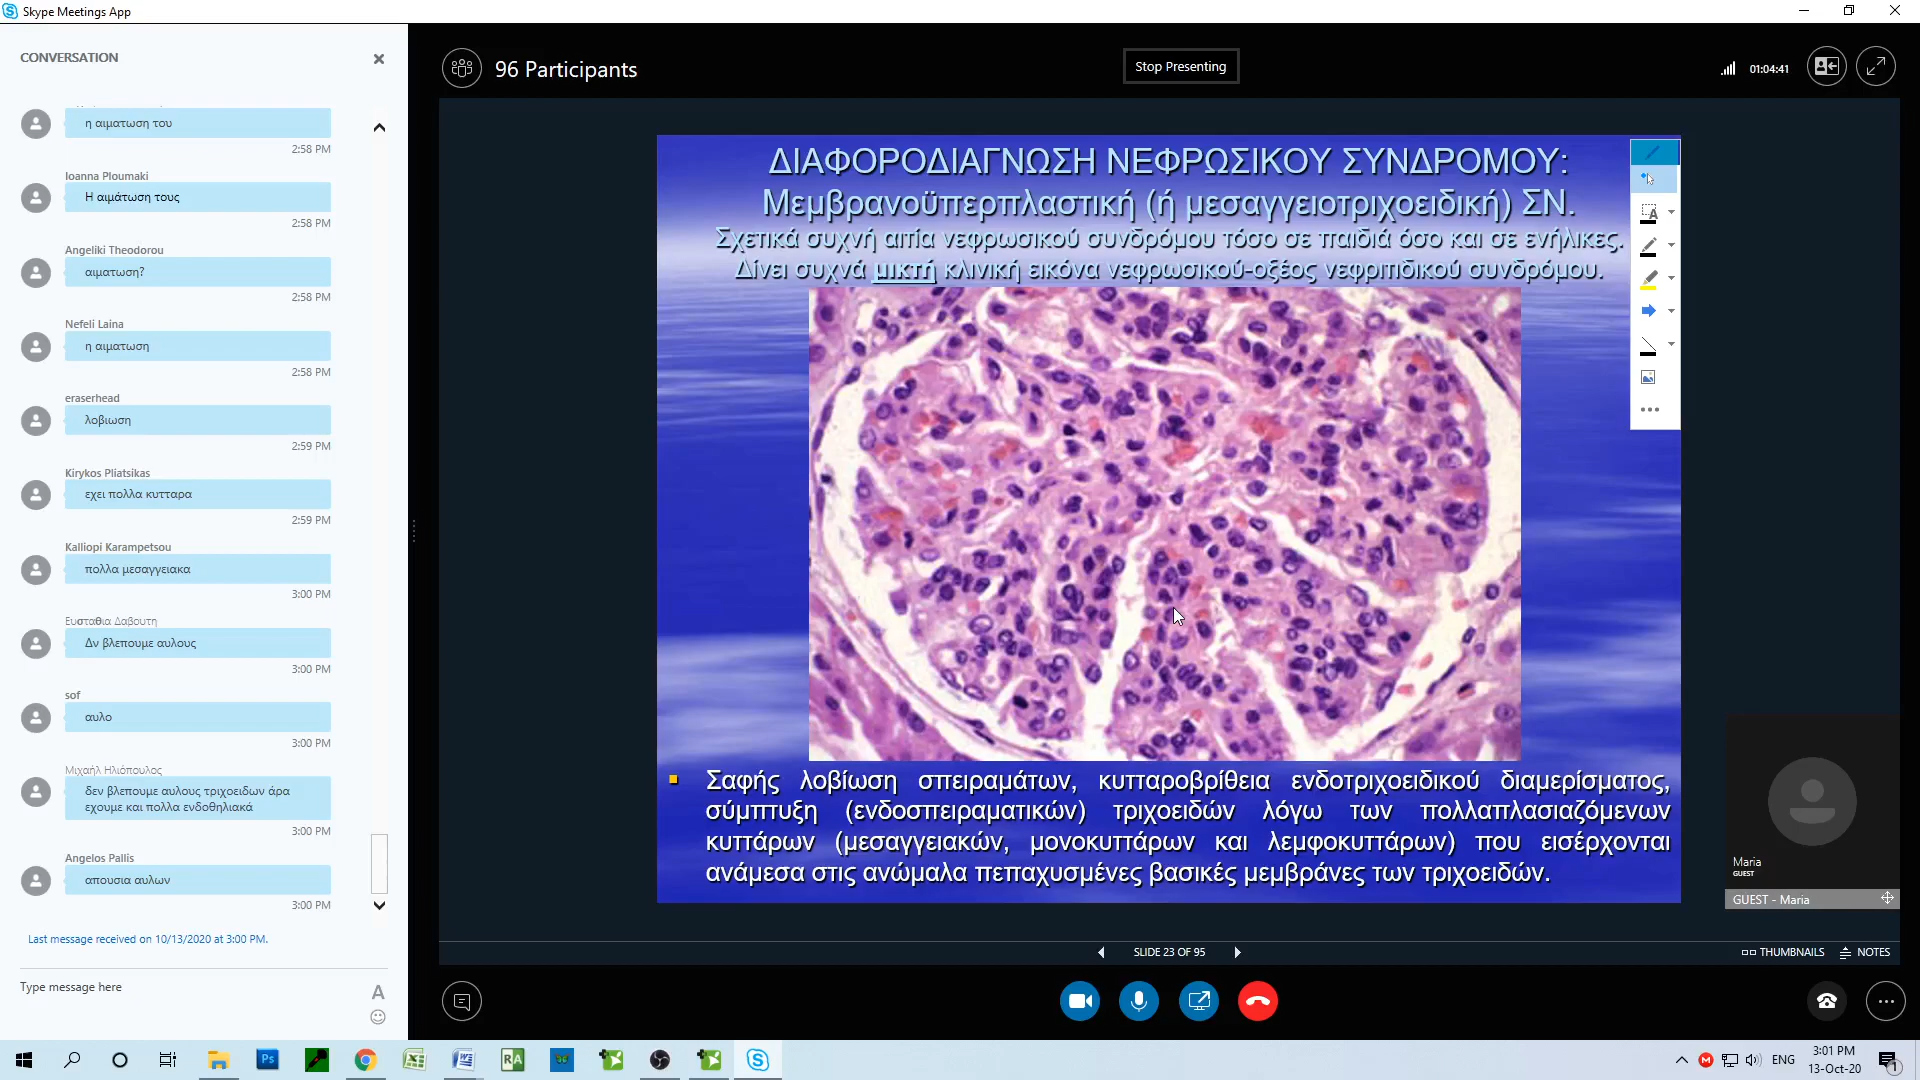 Skype Meetings App
CONVERSATION
η αιματωση του
2:58 PM
Ioanna Ploumaki
Η αιμάτωση τους
2:58 PM
Angeliki Theodorou
αιματωση?
2:58 PM
Nefeli Laina
η αιματωση
2:58 PM
eraserhead
λοβιωση
2:59 PM
Kirykos Pliatsikas
εχει πολλα κυτταρα
2:59 PM
Kalliopi Karampetsou
πολλα μεσαγγειακα
3:00 PM
Ευσταθια Δαβουτη
Δν βλεπουμε αυλους
3:00 PM
sof
αυλο
3:00 PM
Μιχαήλ Ηλιόπουλος
δεν βλεπουμε αυλους τριχοειδων άρα
εχουμε και πολλα ενδοθηλιακά
3:00 PM
Angelos Pallis
απουσια αυλων
3:00 PM
Last message received on 10/13/2020 at 3:00 PM.
Type message here
96 Participants
Stop Presenting
01:04:41
ΔΙΑΦΟΡΟΔΙΑΓΝΩΣΗ ΝΕΦΡΩΣΙΚΟΥ ΣΥΝΔΡΟΜΟΥ:
Μεμβρανοϋπερπλαστική (ή μεσαγγειοτριχοειδική) ΣΝ.
Σχετικά συχνή αιτία νεφρωσικού συνδρόμου τόσο σε παιδιά όσο και σε ενήλικες.
Δίνει συχνά μικτή κλινική εικόνα νεφρωσικού-οξέος νεφριτιδικού συνδρόμου.
Σαφής λοβίωση σπειραμάτων, κυτταροβρίθεια ενδοτριχοειδικού διαμερίσματος,
σύμπτυξη (ενδοσπειραματικών) τριχοειδών λόγω των πολλαπλασιαζόμενων
κυττάρων (μεσαγγειακών, μονοκυττάρων και λεμφοκυττάρων) που εισέρχονται
ανάμεσα στις ανώμαλα πεπαχυσμένες βασικές μεμβράνες των τριχοειδών.
Maria
GUEST
GUEST - Maria
SLIDE 23 OF 95
THUMBNAILS
NOTES
ENG
3:01 PM
13-Oct-20